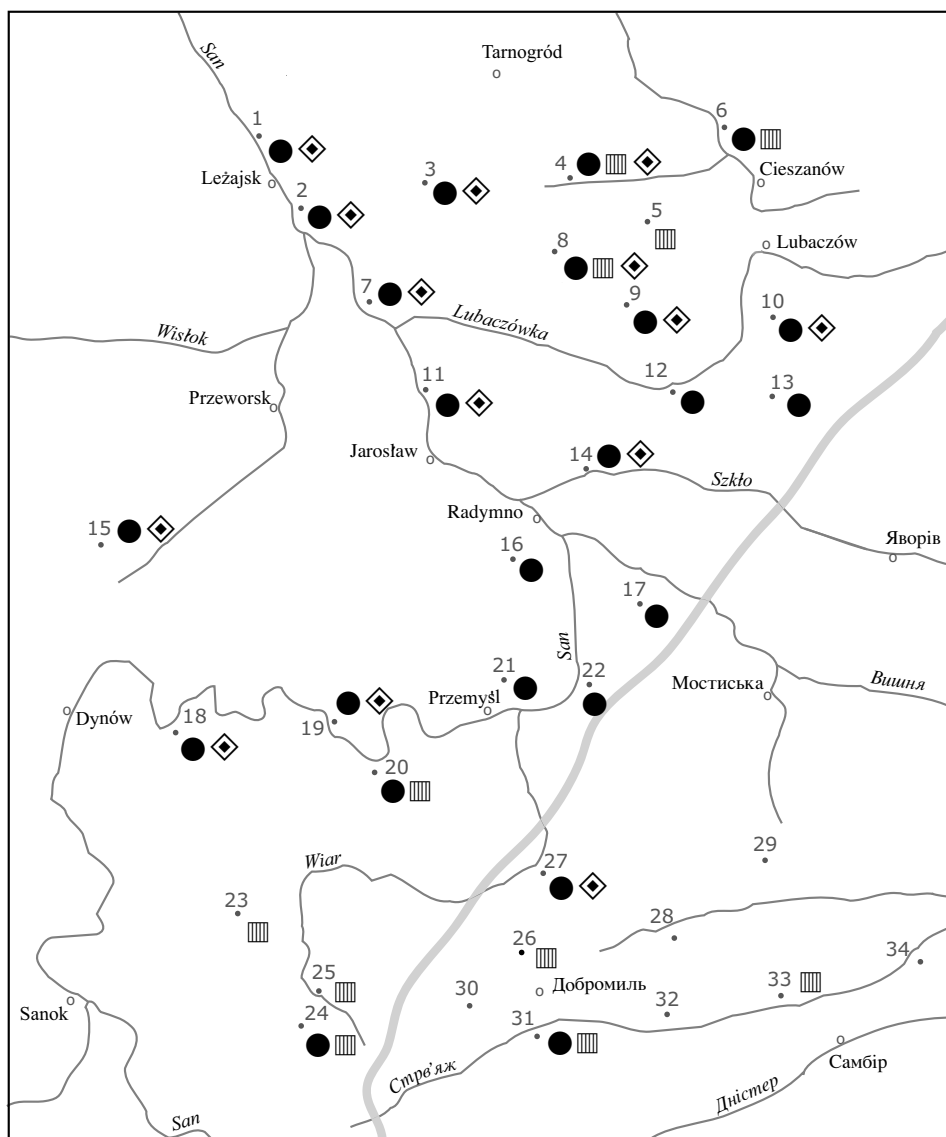 San
Tarnogród
1
6
4
3
Cieszanów
Leżajsk
2
5
8
Lubaczów
7
9
10
Lubaczówka
Wisłok
11
12
13
Przeworsk
Jarosław
14
Szkło
Radymno
15
16
Яворів
17
San
21
22
Мостиська
Вишня
Przemyśl
Dynów
18
19
20
Wiar
27
29
23
28
26
34
25
33
Sanok
30
Добромиль
24
32
31
Стрв’яж
Самбір
San
Дністер